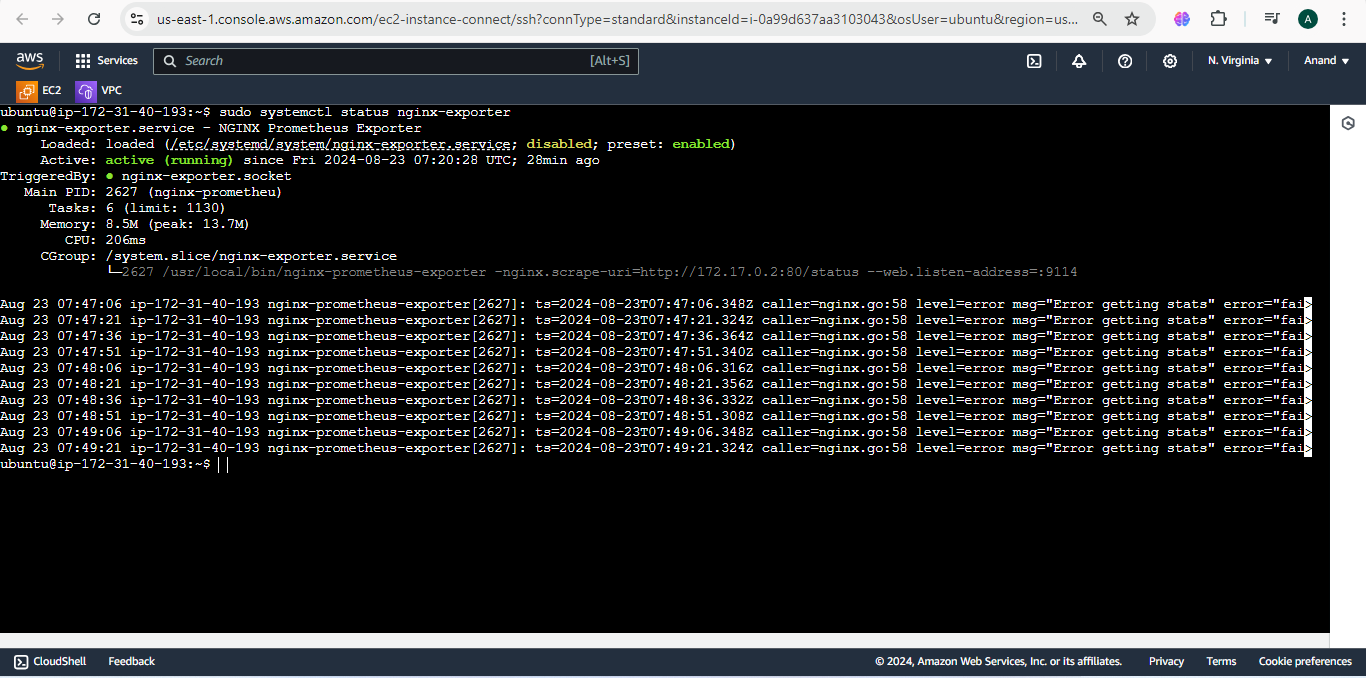 us-east-1.console.aws.amazon.com/ec2-instance-connect/ssh?connType=standard&instanceId=i-0a99d637aa3103043&osUser=ubuntu&region=us...
A
aws Services Search [Alt+S] N. Virginia Anand
EC2 VPC
ubuntu@ip-172-31-40-193:~$ sudo systemctl status nginx-exporter
● nginx-exporter.service - NGINX Prometheus Exporter
Loaded: loaded (/etc/systemd/system/nginx-exporter.service; disabled; preset: enabled)
Active: active (running) since Fri 2024-08-23 07:20:28 UTC; 28min ago
TriggeredBy: ● nginx-exporter.socket
Main PID: 2627 (nginx-prometheu)
Tasks: 6 (limit: 1130)
Memory: 8.5M (peak: 13.7M)
CPU: 206ms
CGroup: /system.slice/nginx-exporter.service
└─2627 /usr/local/bin/nginx-prometheus-exporter -nginx.scrape-uri=http://172.17.0.2:80/status --web.listen-address=:9114
Aug 23 07:47:06 ip-172-31-40-193 nginx-prometheus-exporter[2627]: ts=2024-08-23T07:47:06.348Z caller=nginx.go:58 level=error msg="Error getting stats" error="fai>
Aug 23 07:47:21 ip-172-31-40-193 nginx-prometheus-exporter[2627]: ts=2024-08-23T07:47:21.324Z caller=nginx.go:58 level=error msg="Error getting stats" error="fai>
Aug 23 07:47:36 ip-172-31-40-193 nginx-prometheus-exporter[2627]: ts=2024-08-23T07:47:36.364Z caller=nginx.go:58 level=error msg="Error getting stats" error="fai>
Aug 23 07:47:51 ip-172-31-40-193 nginx-prometheus-exporter[2627]: ts=2024-08-23T07:47:51.340Z caller=nginx.go:58 level=error msg="Error getting stats" error="fai>
Aug 23 07:48:06 ip-172-31-40-193 nginx-prometheus-exporter[2627]: ts=2024-08-23T07:48:06.316Z caller=nginx.go:58 level=error msg="Error getting stats" error="fai>
Aug 23 07:48:21 ip-172-31-40-193 nginx-prometheus-exporter[2627]: ts=2024-08-23T07:48:21.356Z caller=nginx.go:58 level=error msg="Error getting stats" error="fai>
Aug 23 07:48:36 ip-172-31-40-193 nginx-prometheus-exporter[2627]: ts=2024-08-23T07:48:36.332Z caller=nginx.go:58 level=error msg="Error getting stats" error="fai>
Aug 23 07:48:51 ip-172-31-40-193 nginx-prometheus-exporter[2627]: ts=2024-08-23T07:48:51.308Z caller=nginx.go:58 level=error msg="Error getting stats" error="fai>
Aug 23 07:49:06 ip-172-31-40-193 nginx-prometheus-exporter[2627]: ts=2024-08-23T07:49:06.348Z caller=nginx.go:58 level=error msg="Error getting stats" error="fai>
Aug 23 07:49:21 ip-172-31-40-193 nginx-prometheus-exporter[2627]: ts=2024-08-23T07:49:21.324Z caller=nginx.go:58 level=error msg="Error getting stats" error="fai>
ubuntu@ip-172-31-40-193:~$
CloudShell Feedback © 2024, Amazon Web Services, Inc. or its affiliates. Privacy Terms Cookie preferences